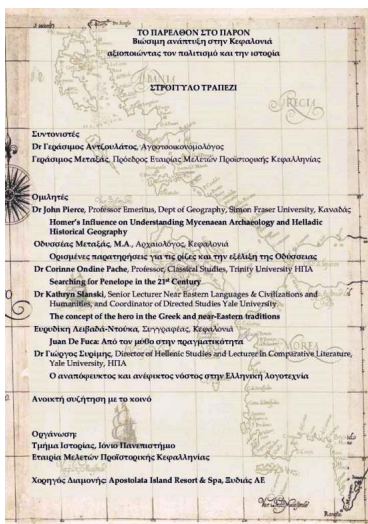 ΤΟ ΠΑΡΕΛΘΟΝ ΣΤΟ ΠΑΡΟΝ
Βιώσιμη ανάπτυξη στην Κεφαλονιά
αξιοποιώντας τον πολιτισμό και την ιστορία
ΣΤΡΟΓΓΥΛΟ ΤΡΑΠΕΖΙ
Συντονιστές
Dr Γεράσιμος Αντζουλάτος, Αγροτοοικονομολόγος
Γεράσιμος Μεταξάς, Πρόεδρος Εταιρίας Μελετών Προϊστορικής Κεφαλληνίας
Ομιλητές
Dr John Pierce, Professor Emeritus, Dept of Geography, Simon Fraser University, Καναδάς
Homer's Influence on Understanding Mycenaean Archaeology and Helladic
Historical Geography
Οδυσσέας Μεταξάς, M.A., Αρχαιολόγος, Κεφαλονιά
Ορισμένες παρατηρήσεις για τις ρίζες και την εξέλιξη της Οδύσσειας
Dr Corinne Ondine Pache, Professor, Classical Studies, Trinity University ΗΠΑ
Searching for Penelope in the 21st Century
Dr Kathryn Slanski, Senior Lecturer Near Eastern Languages & Civilizations and
Humanities, and Coordinator of Directed Studies Yale University
The concept of the hero in the Greek and near-Eastern traditions
Ευρυδίκη Λειβαδά-Ντούκα, Συγγραφέας, Κεφαλονιά
Juan De Fuca: Από τον μύθο στην πραγματικότητα
Dr Γιώργος Συρίμης, Director of Hellenic Studies and Lecturer in Comparative Literature,
Yale University, ΗΠΑ
Ο αναπόφευκτος και ανέφικτος νόστος στην Ελληνική λογοτεχνία
Ανοικτή συζήτηση με το κοινό
Οργάνωση:
Τμήμα Ιστορίας, Ιόνιο Πανεπιστήμιο
Εταιρία Μελετών Προϊστορικής Κεφαλληνίας
Χορηγός Διαμονής: Apostolata Island Resort & Spa, Ξυδιάς ΑΕ